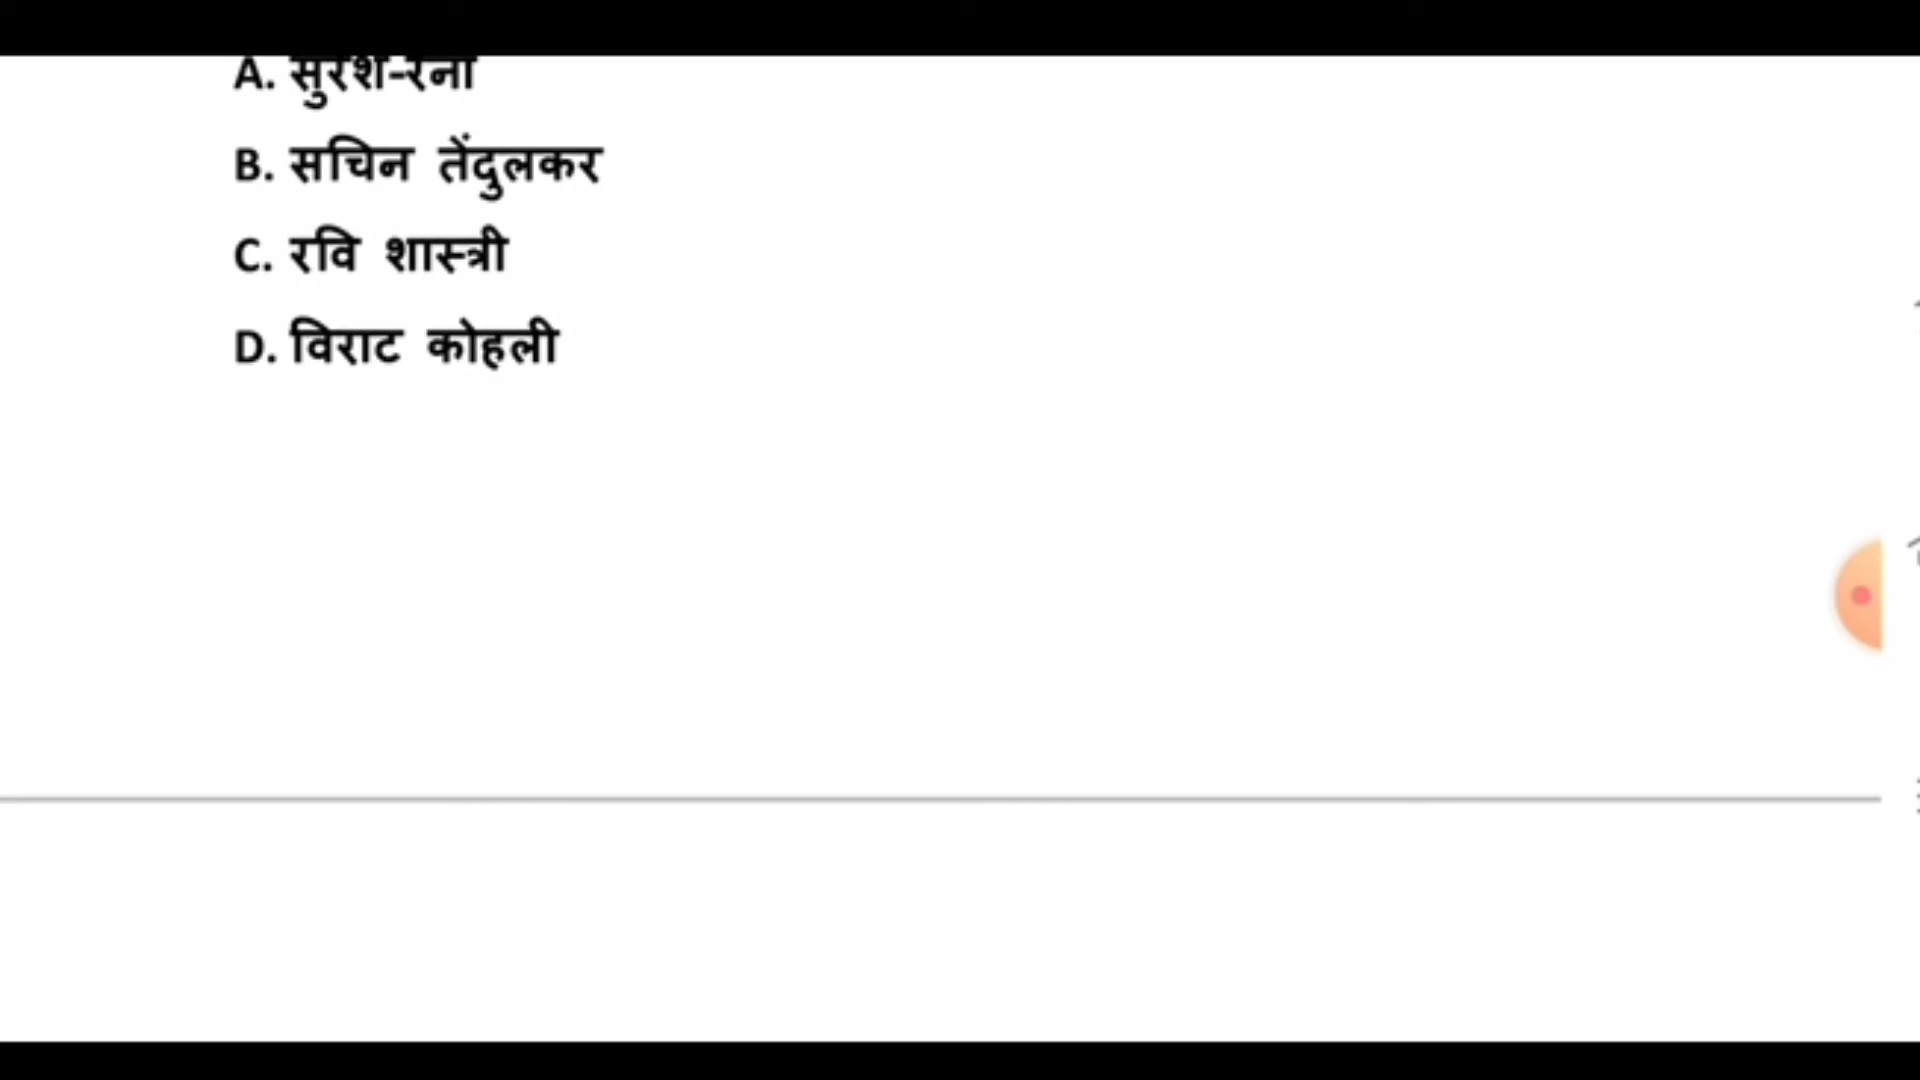 A. सुरेश-रैना
B. सचिन तेंदुलकर
C. रवि शास्त्री
D. विराट कोहली